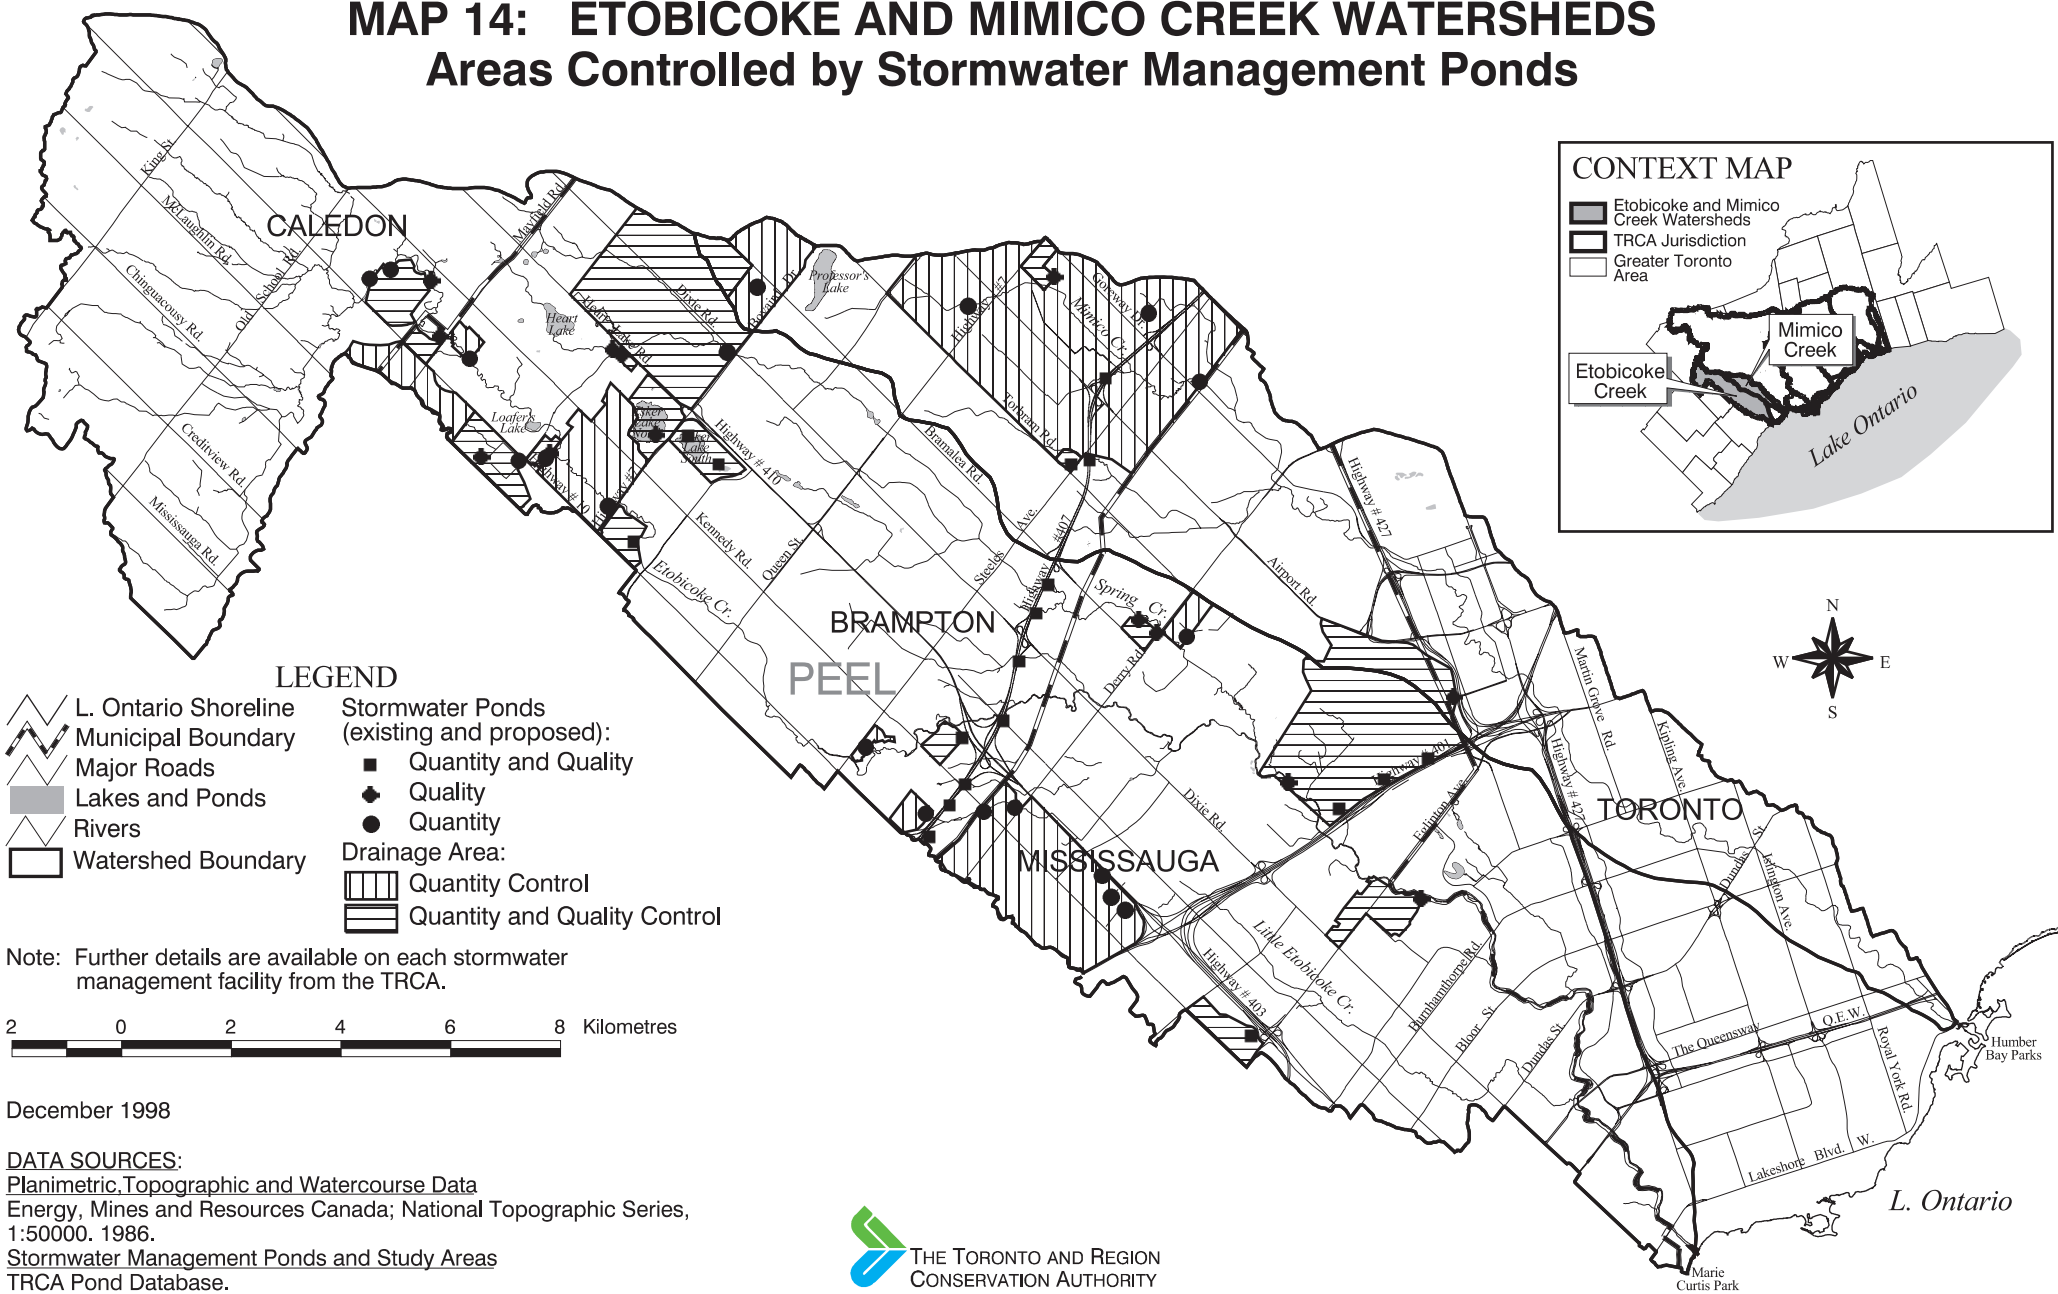 MAP 14: ETOBICOKE AND MIMICO CREEK WATERSHEDS
Areas Controlled by Stormwater Management Ponds
CONTEXT MAP
Etobicoke and Mimico
Creek Watersheds
TRCA Jurisdiction
Greater Toronto
Area
Mimico
Creek
Etobicoke
Creek
Lake Ontario
King St.
McLaughlin Rd.
CALEDON
Chinguacousy Rd.
Old School Rd.
Creditview Rd.
Mississauga Rd.
Mayfield Rd.
Heart
Lake
Heart Lake Rd.
Dixie Rd.
Bovaird Dr.
Professor's
Lake
Highway #7
Mimico Cr.
Goreway Dr.
Torbram Rd.
Loafer's
Lake
Highway # 10
Lake
South
Highway # 410
Kennedy Rd.
Queen St.
Bramalea Rd.
Steeles Ave.
Highway #407
Etobicoke Cr.
Spring Cr.
Airport Rd.
Highway # 427
BRAMPTON
PEEL
Derry Rd.
Dixie Rd.
MISSISSAUGA
Highway # 401
Eglinton Ave.
Martin Grove Rd.
Kipling Ave.
Highway # 427
TORONTO
Dundas St
Islington Ave.
Little Etobicoke Cr.
Highway # 403
Burnhamthorpe Rd.
Bloor St
Dundas St
The Queensway
Q.E.W.
Royal York Rd.
Lakeshore Blvd. W.
Humber
Bay Parks
L. Ontario
Marie
Curtis Park
N
W E
S
LEGEND
L. Ontario Shoreline
Municipal Boundary
Major Roads
Lakes and Ponds
Rivers
Watershed Boundary
Stormwater Ponds
(existing and proposed):
Quantity and Quality
Quality
Quantity
Drainage Area:
Quantity Control
Quantity and Quality Control
Note: Further details are available on each stormwater
management facility from the TRCA.
2 0 2 4 6 8 Kilometres
December 1998
DATA SOURCES:
Planimetric,Topographic and Watercourse Data
Energy, Mines and Resources Canada; National Topographic Series,
1:50000. 1986.
Stormwater Management Ponds and Study Areas
TRCA Pond Database.
THE TORONTO AND REGION
CONSERVATION AUTHORITY